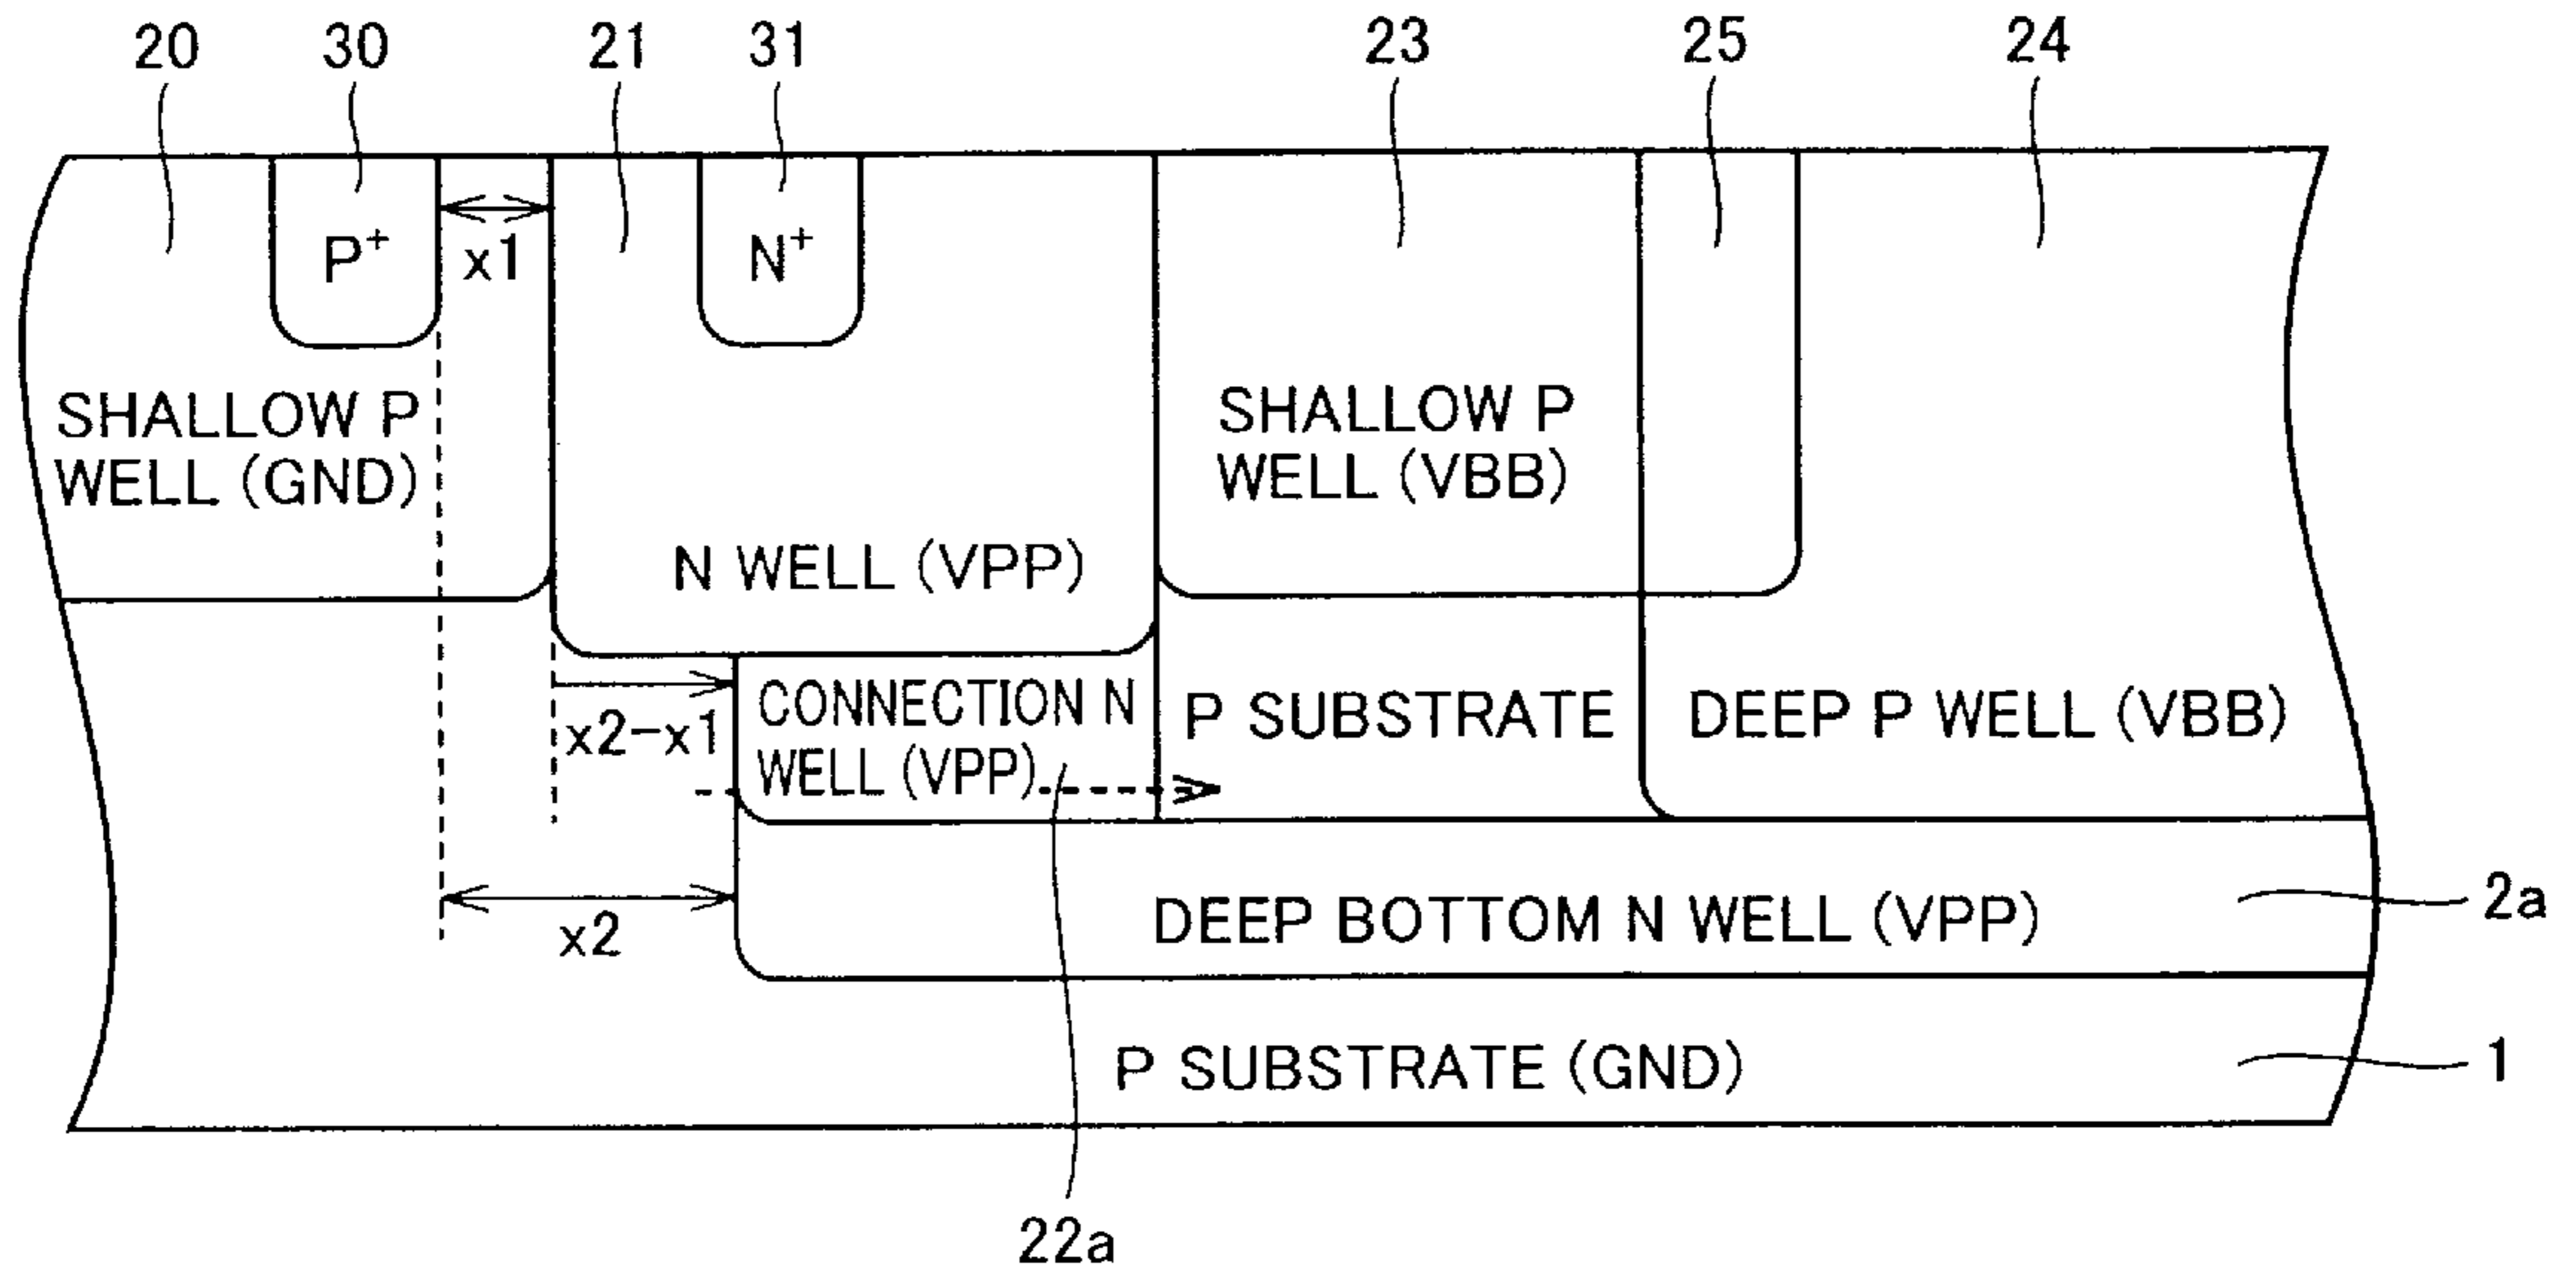 20 30 21 31 23 25 24
P+ x1 N+
SHALLOW P
WELL (GND)
SHALLOW P
WELL (VBB)
N WELL (VPP)
CONNECTION N
WELL (VPP)
x2-x1
P SUBSTRATE
DEEP P WELL (VBB)
x2
DEEP BOTTOM N WELL (VPP)
2a
P SUBSTRATE (GND)
1
22a